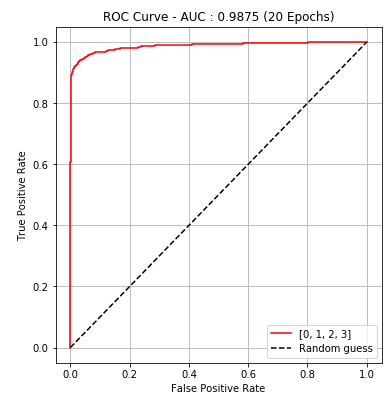 ROC Curve - AUC : 0.9875 (20 Epochs)
True Positive Rate
1.0
0.8
0.6
0.4
0.2
0.0
0.0 0.2 0.4 0.6 0.8 1.0
False Positive Rate
[0, 1, 2, 3]
Random guess